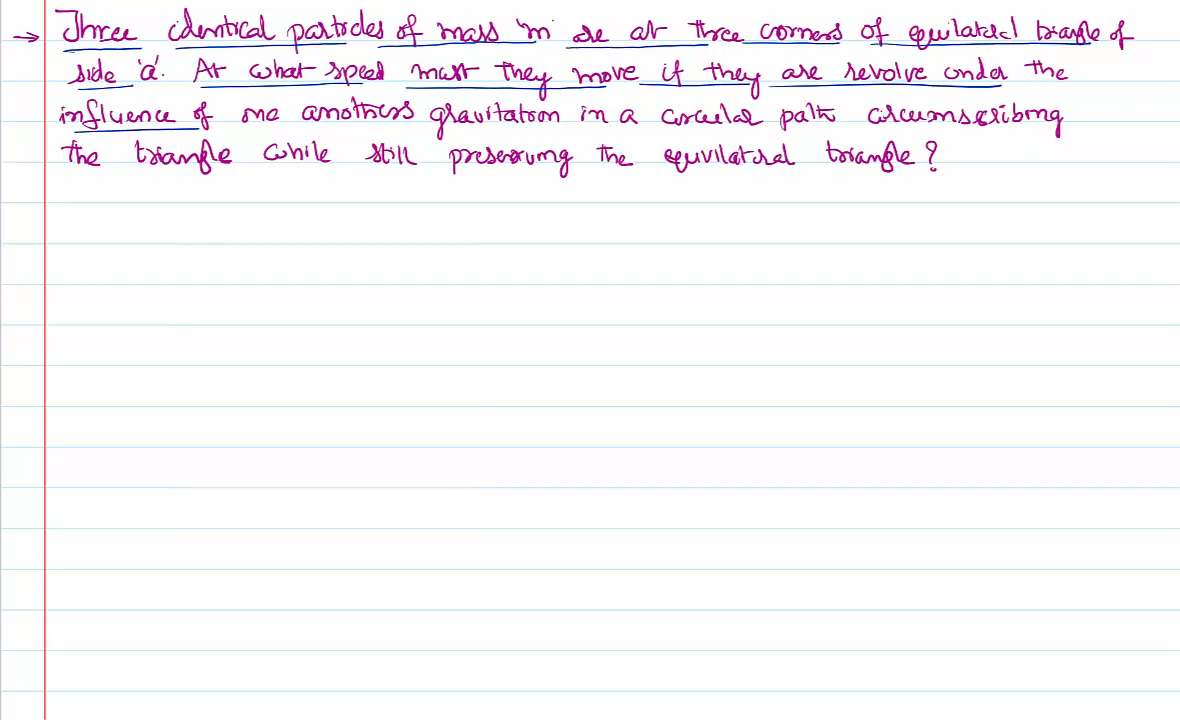 → Three identical particles of mass 'm' are at three corners of equilateral triangle of
side 'a'. At what speed must they move if they are revolve under the
influence of one anothers gravitation in a circular path circumscribing
the triangle while still preserving the equvilateral triangle?